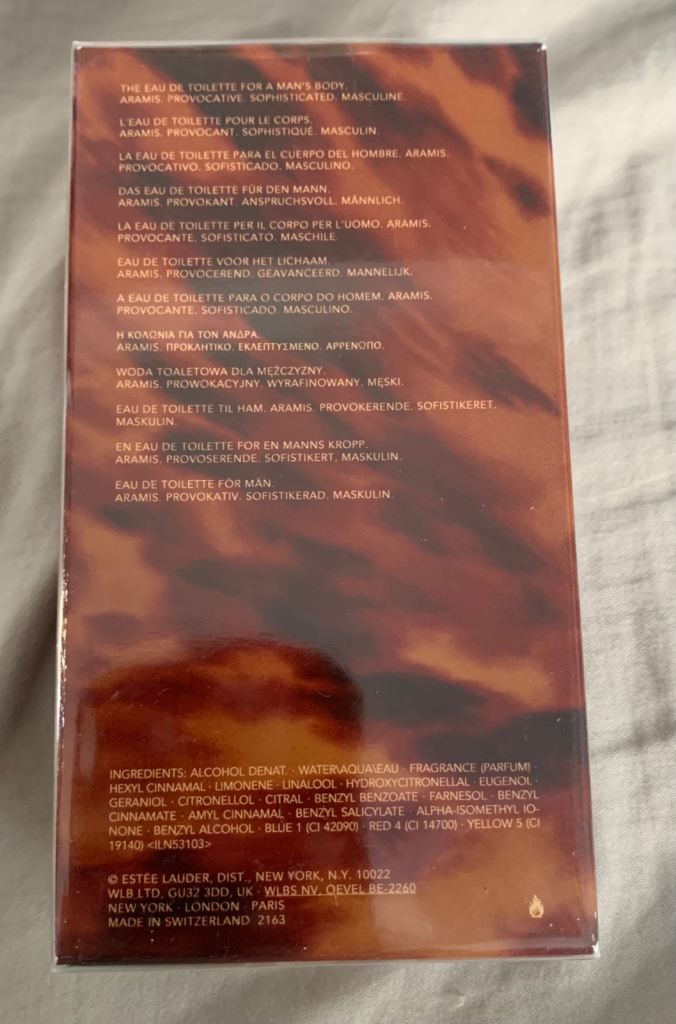 THE EAU DE TOILETTE FOR A MAN'S BODY.
ARAMIS. PROVOCATIVE. SOPHISTICATED. MASCULINE.
L'EAU DE TOILETTE POUR LE CORPS.
ARAMIS. PROVOCANT. SOPHISTIQUÉ. MASCULIN.
LA EAU DE TOILETTE PARA EL CUERPO DEL HOMBRE. ARAMIS.
PROVOCATIVO. SOFISTICADO. MASCULINO.
DAS EAU DE TOILETTE FÜR DEN MANN.
ARAMIS. PROVOKANT. ANSPRUCHSVOLL. MÄNNLICH.
LA EAU DE TOILETTE PER IL CORPO PER L'UOMO. ARAMIS.
PROVOCANTE. SOFISTICATO. MASCHILE.
EAU DE TOILETTE VOOR HET LICHAAM.
ARAMIS. PROVOCEREND. GEAVANCEERD. MANNELIJK.
A EAU DE TOILETTE PARA O CORPO DO HOMEM. ARAMIS.
PROVOCANTE. SOFISTICADO. MASCULINO.
Η ΚΟΛΩΝΙΑ ΓΙΑ ΤΟΝ ΑΝΔΡΑ.
ARAMIS. ΠΡΟΚΛΗΤΙΚΟ. ΕΚΛΕΠΤΥΣΜΕΝΟ. ΑΡΡΕΝΩΠΟ.
WODA TOALETOWA DLA MĘŻCZYZNY.
ARAMIS. PROWOKACYJNY. WYRAFINOWANY. MĘSKI.
EAU DE TOILETTE TIL HAM. ARAMIS. PROVOKERENDE. SOFISTIKERET.
MASKULIN.
EN EAU DE TOILETTE FOR EN MANNS KROPP.
ARAMIS. PROVOSERENDE. SOFISTIKERT, MASKULIN.
EAU DE TOILETTE FÖR MÄN.
ARAMIS. PROVOKATIV. SOFISTIKERAD. MASKULIN.
INGREDIENTS: ALCOHOL DENAT. · WATER\AQUA\EAU · FRAGRANCE (PARFUM) ·
HEXYL CINNAMAL · LIMONENE · LINALOOL · HYDROXYCITRONELLAL · EUGENOL ·
GERANIOL · CITRONELLOL · CITRAL · BENZYL BENZOATE · FARNESOL · BENZYL
CINNAMATE · AMYL CINNAMAL · BENZYL SALICYLATE · ALPHA-ISOMETHYL IO-
NONE · BENZYL ALCOHOL · BLUE 1 (CI 42090) · RED 4 (CI 14700) · YELLOW 5 (CI
19140) <ILN53103>
© ESTÉE LAUDER, DIST., NEW YORK, N.Y. 10022
WLB LTD, GU32 3DD, UK · WLBS NV, OEVEL BE-2260
NEW YORK · LONDON · PARIS
MADE IN SWITZERLAND 2163